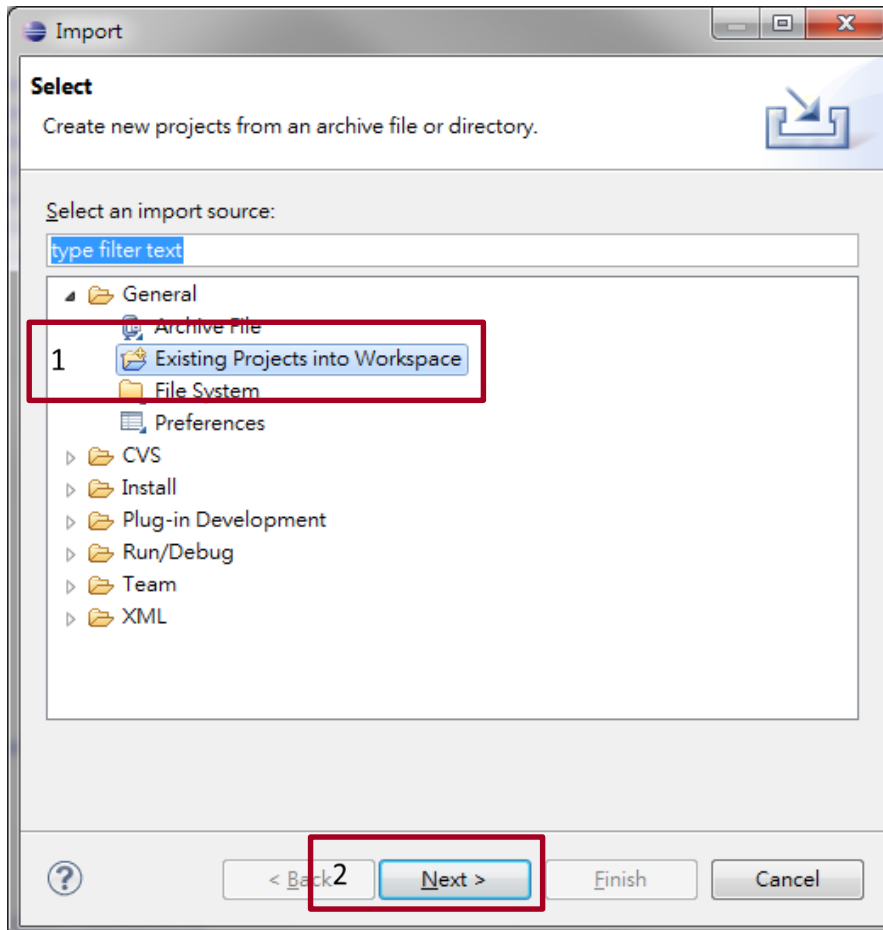 Import
Select
Create new projects from an archive file or directory.
Select an import source:
type filter text
General
Archive File
1 Existing Projects into Workspace
File System
Preferences
CVS
Install
Plug-in Development
Run/Debug
Team
XML
? < Back 2 Next > Finish Cancel